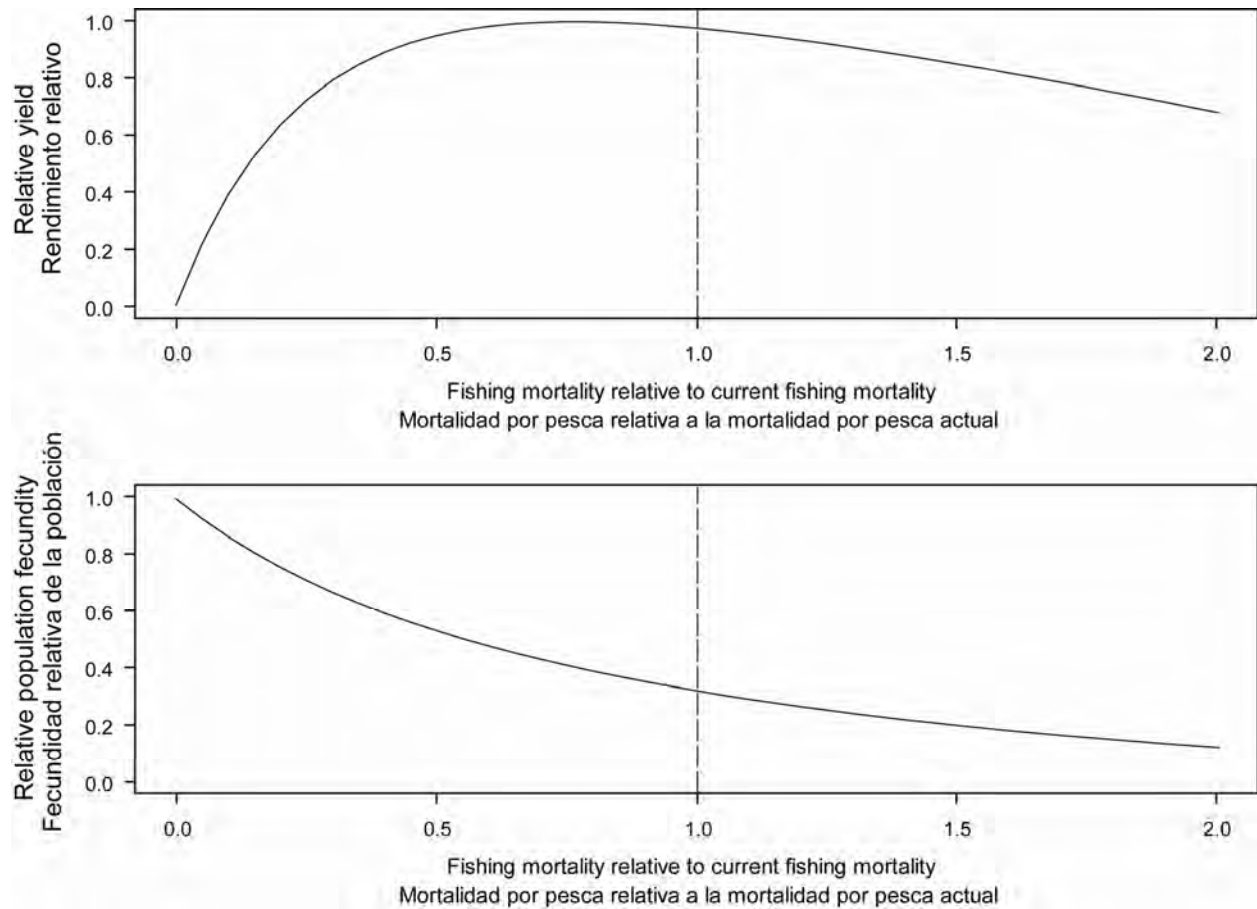 Relative yield
Rendimiento relativo
1.0
0.8
0.6
0.4
0.2
0.0
0.0 0.5 1.0 1.5 2.0
Fishing mortality relative to current fishing mortality
Mortalidad por pesca relativa a la mortalidad por pesca actual
Relative population fecundity
Fecundidad relativa de la población
1.0
0.8
0.6
0.4
0.2
0.0
0.0 0.5 1.0 1.5 2.0
Fishing mortality relative to current fishing mortality
Mortalidad por pesca relativa a la mortalidad por pesca actual